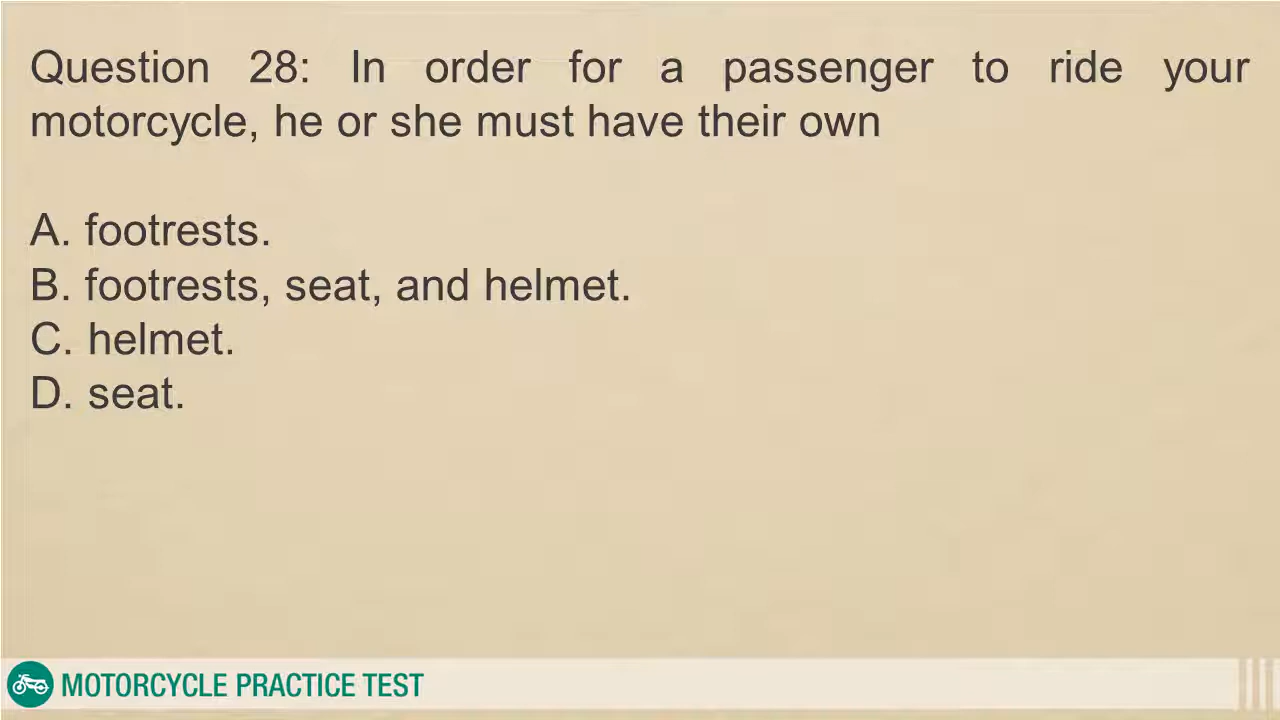 Question 28: In order for a passenger to ride your
motorcycle, he or she must have their own
A. footrests.
B. footrests, seat, and helmet.
C. helmet.
D. seat.
MOTORCYCLE PRACTICE TEST